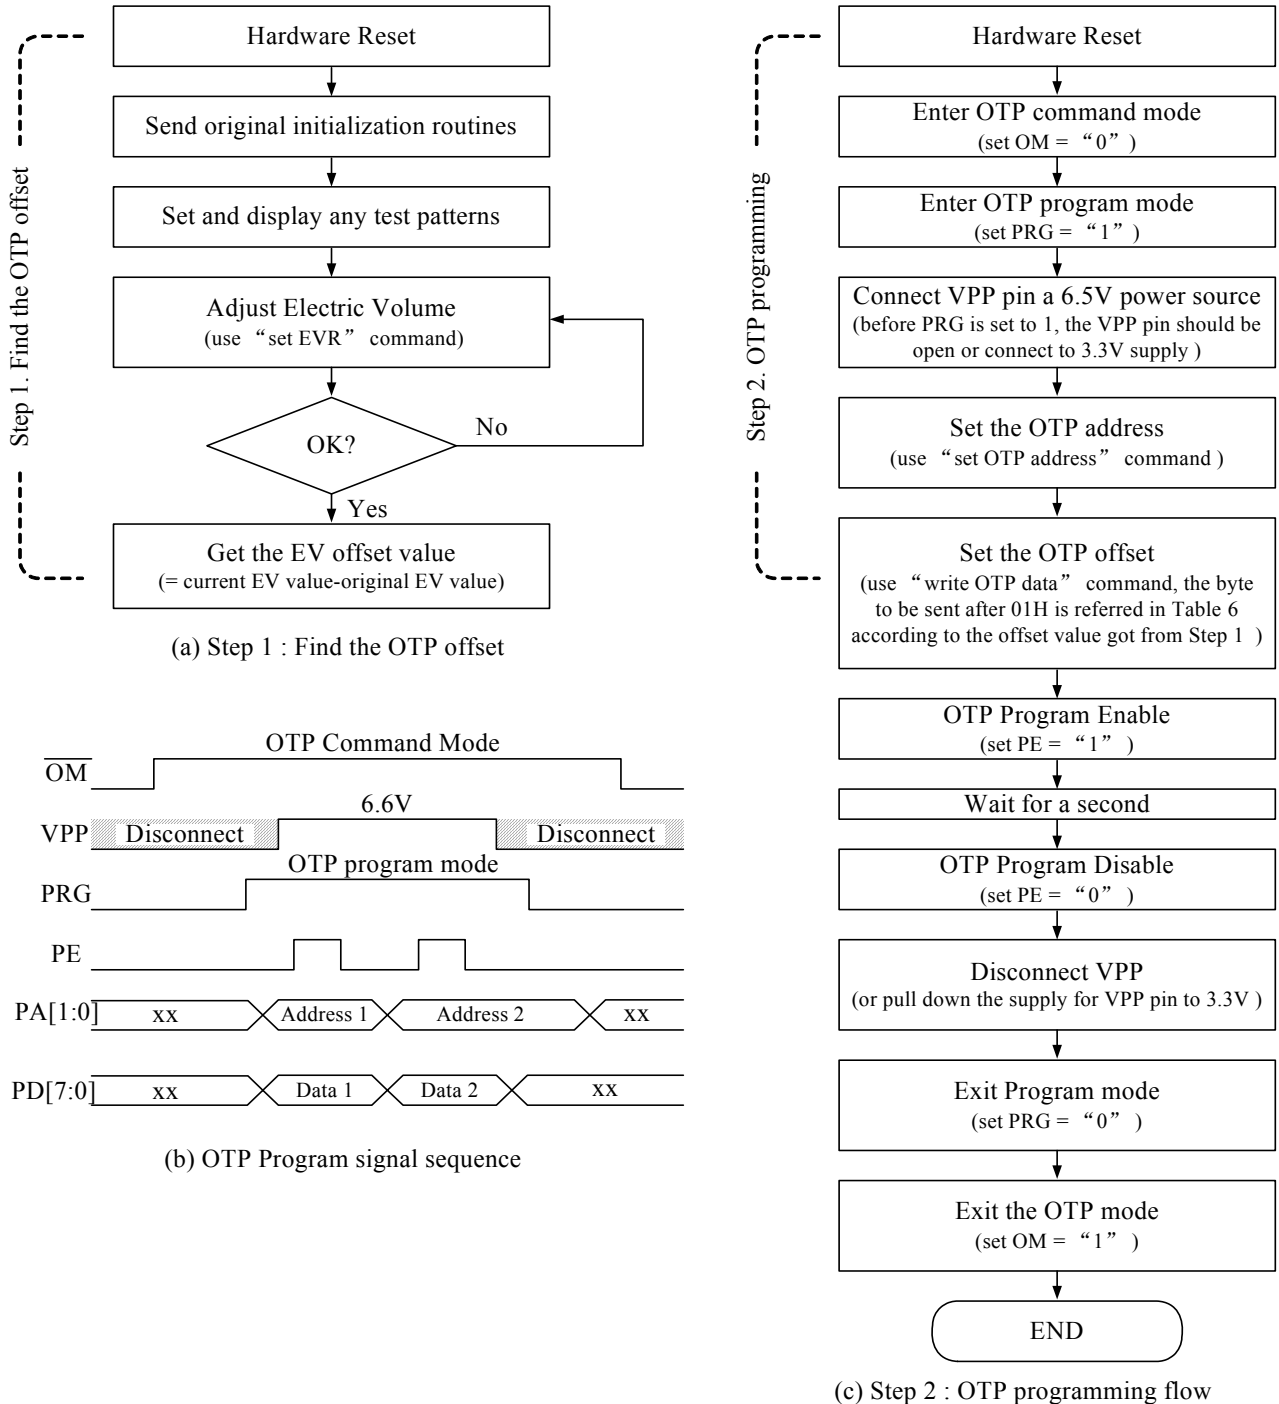 Step 1. Find the OTP offset
Hardware Reset
Send original initialization routines
Set and display any test patterns
Adjust Electric Volume
(use “set EVR” command)
OK?
No
Yes
Get the EV offset value
(= current EV value-original EV value)
(a) Step 1 : Find the OTP offset
OTP Command Mode
OM
6.6V
VPP
Disconnect
Disconnect
OTP program mode
PRG
PE
PA[1:0]
xx
Address 1
Address 2
xx
PD[7:0]
xx
Data 1
Data 2
xx
(b) OTP Program signal sequence
Step 2. OTP programming
Hardware Reset
Enter OTP command mode
(set OM = “0” )
Enter OTP program mode
(set PRG = “1” )
Connect VPP pin a 6.5V power source
(before PRG is set to 1, the VPP pin should be
open or connect to 3.3V supply )
Set the OTP address
(use “set OTP address” command )
Set the OTP offset
(use “write OTP data” command, the byte
to be sent after 01H is referred in Table 6
according to the offset value got from Step 1 )
OTP Program Enable
(set PE = “1” )
Wait for a second
OTP Program Disable
(set PE = “0” )
Disconnect VPP
(or pull down the supply for VPP pin to 3.3V )
Exit Program mode
(set PRG = “0” )
Exit the OTP mode
(set OM = “1” )
END
(c) Step 2 : OTP programming flow